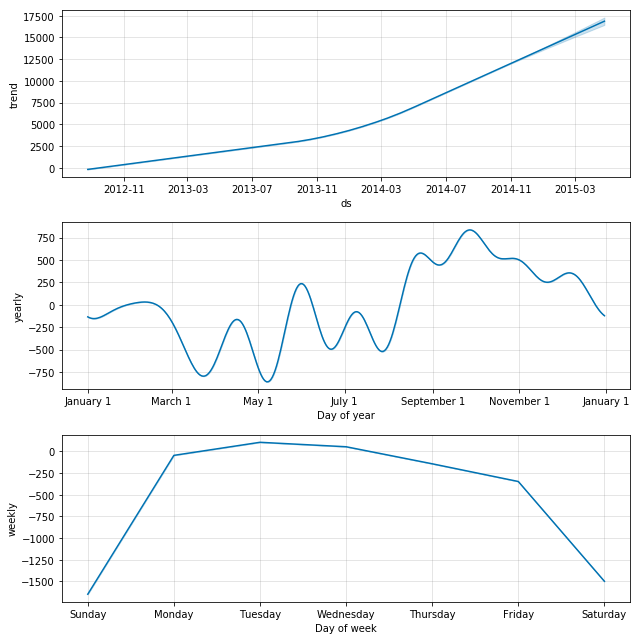 17500
15000
12500
10000
7500
5000
2500
0
trend
2012-11 2013-03 2013-07 2013-11 2014-03 2014-07 2014-11 2015-03
ds
750
500
250
0
−250
−500
−750
yearly
January 1 March 1 May 1 July 1 September 1 November 1 January 1
Day of year
0
−250
−500
−750
−1000
−1250
−1500
weekly
Sunday Monday Tuesday Wednesday Thursday Friday Saturday
Day of week